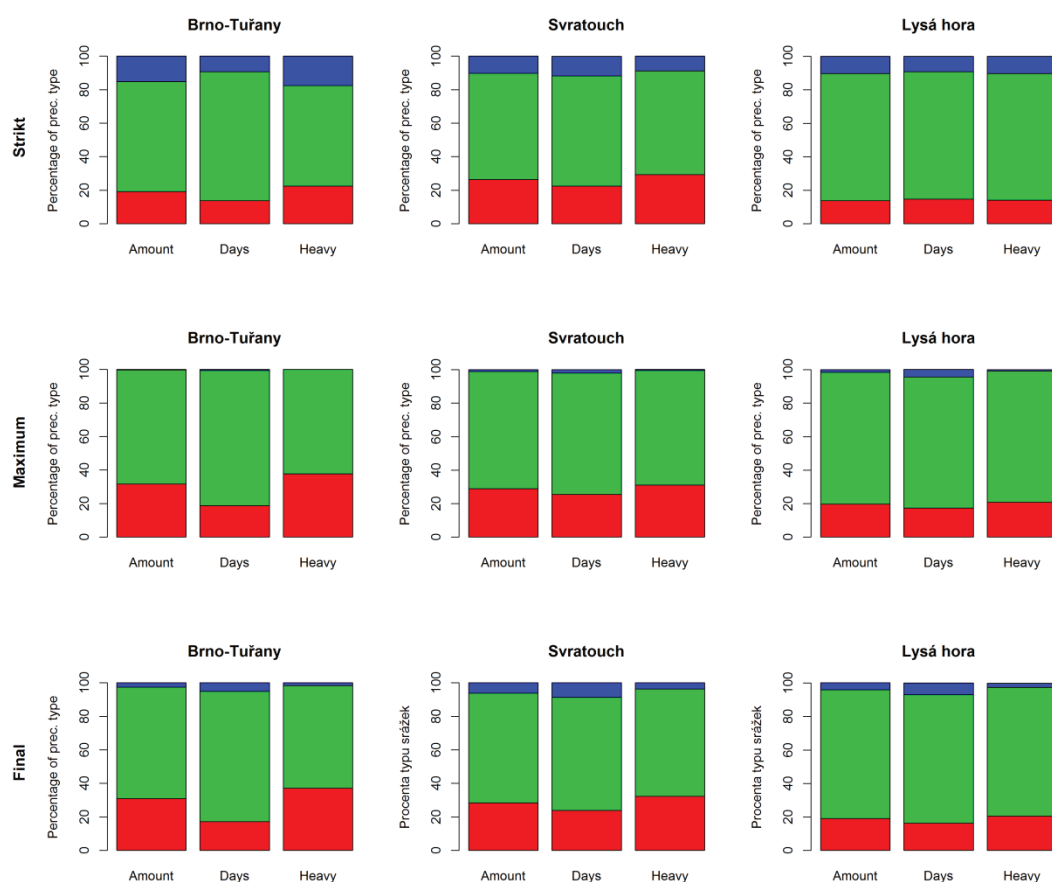 Brno-Tuřany
Svratouch
Lysá hora
Strikt
Percentage of prec. type
0 20 40 60 80 100
Amount Days Heavy
Percentage of prec. type
0 20 40 60 80 100
Amount Days Heavy
Percentage of prec. type
0 20 40 60 80 100
Amount Days Heavy
Brno-Tuřany
Svratouch
Lysá hora
Maximum
Percentage of prec. type
0 20 40 60 80 100
Amount Days Heavy
Percentage of prec. type
0 20 40 60 80 100
Amount Days Heavy
Percentage of prec. type
0 20 40 60 80 100
Amount Days Heavy
Brno-Tuřany
Svratouch
Lysá hora
Final
Percentage of prec. type
0 20 40 60 80 100
Amount Days Heavy
Procenta typu srážek
0 20 40 60 80 100
Amount Days Heavy
Procenta typu srážek
0 20 40 60 80 100
Amount Days Heavy